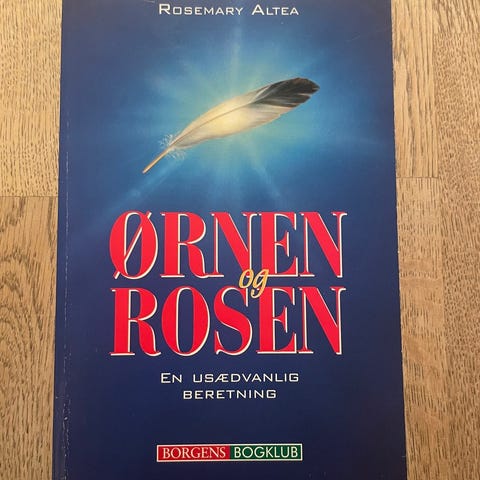 ROSEMARY ALTEA
ØRNEN
og
ROSEN
EN USÆDVANLIG
BERETNING
BORGENS BOGKLUB